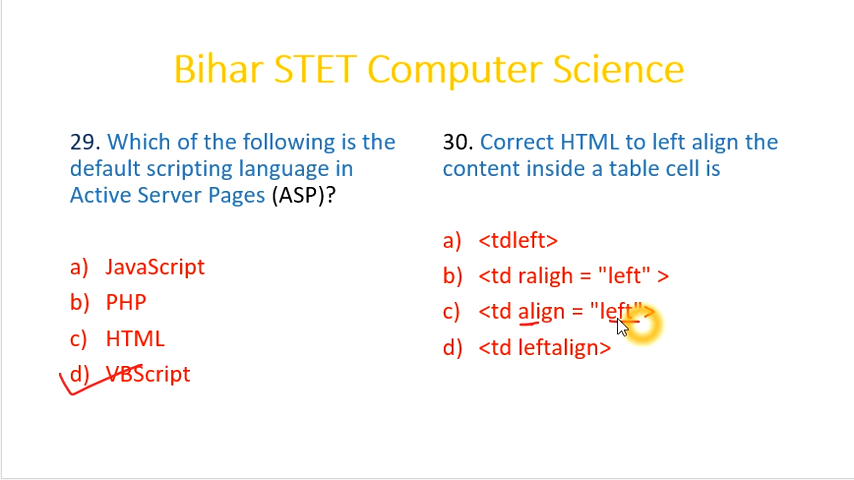 Bihar STET Computer Science
29. Which of the following is the
default scripting language in
Active Server Pages (ASP)?
a) JavaScript
b) PHP
c) HTML
d) VBScript
30. Correct HTML to left align the
content inside a table cell is
a) <tdleft>
b) <td raligh = "left" >
c) <td align = "left">
d) <td leftalign>